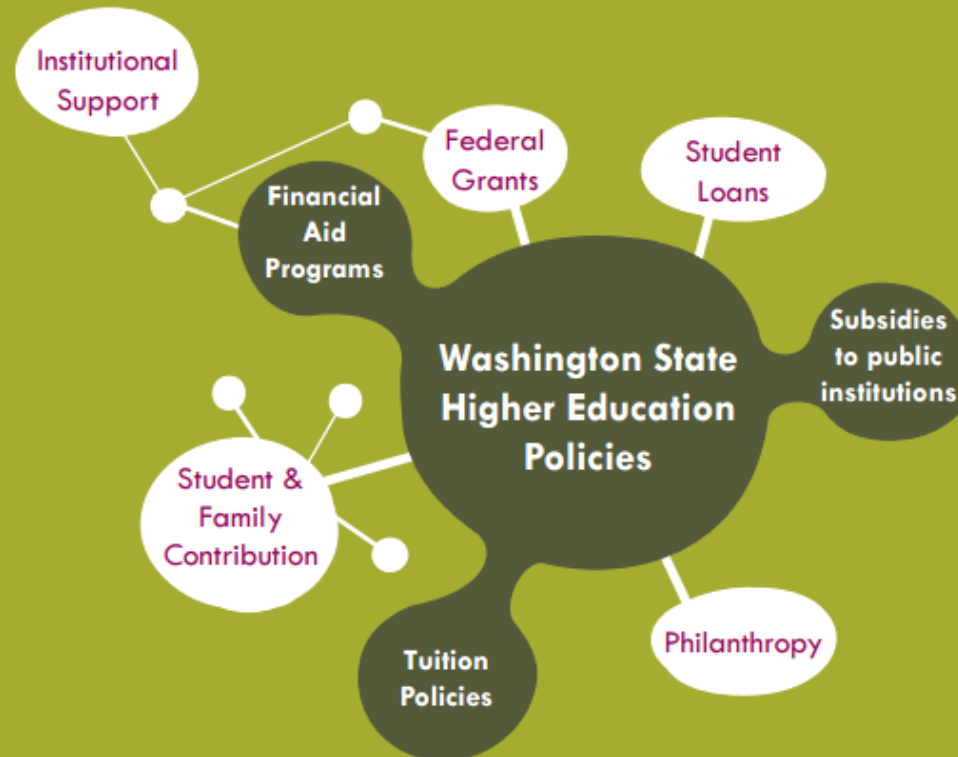 Institutional
Support
Federal
Grants
Student
Loans
Financial
Aid
Programs
Subsidies
to public
institutions
Washington State
Higher Education
Policies
Student &
Family
Contribution
Tuition
Policies
Philanthropy